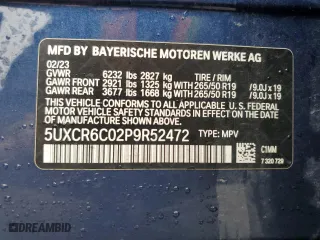 MFD BY BAYERISCHE MOTOREN WERKE AG
02/23
GVWR 6232 lbs 2827 kg TIRE / RIM
GAWR FRONT 2921 lbs 1325 kg WITH 265/50 R19 /9.0J x 19
GAWR REAR 3677 lbs 1668 kg WITH 265/50 R19 /9.0J x 19
THIS VEHICLE CONFORMS TO ALL APPLICABLE FEDERAL
MOTOR VEHICLE SAFETY STANDARDS IN EFFECT ON THE
DATE OF MANUFACTURE SHOWN ABOVE.
5UXCR6C02P9R52472 TYPE: MPV
C1MM
7 320 729
DREAMBID